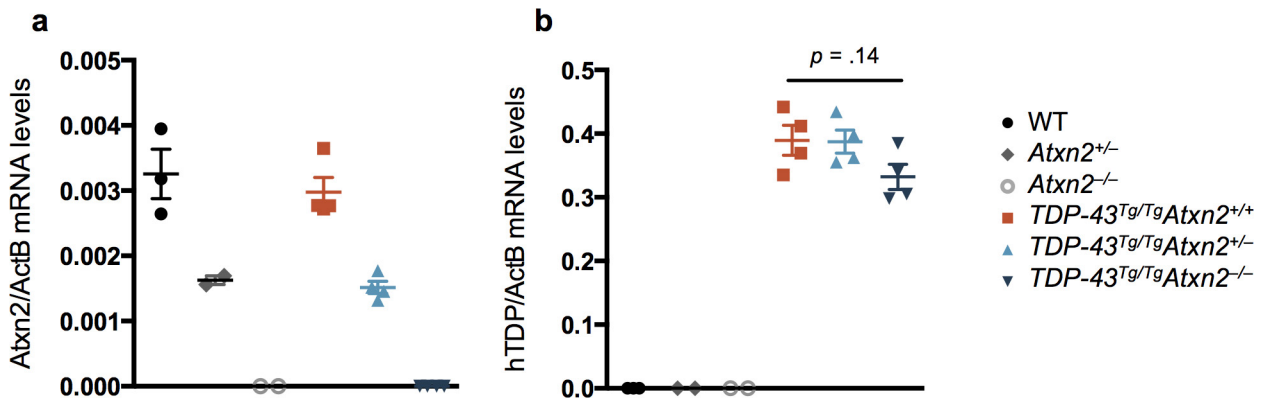 a
Atxn2/ActB mRNA levels
0.005
0.004
0.003
0.002
0.001
0.000
b
hTDP/ActB mRNA levels
0.5
0.4
0.3
0.2
0.1
0.0
p = .14
WT
Atxn2+/–
Atxn2–/–
TDP-43Tg/TgAtxn2+/+
TDP-43Tg/TgAtxn2+/–
TDP-43Tg/TgAtxn2–/–